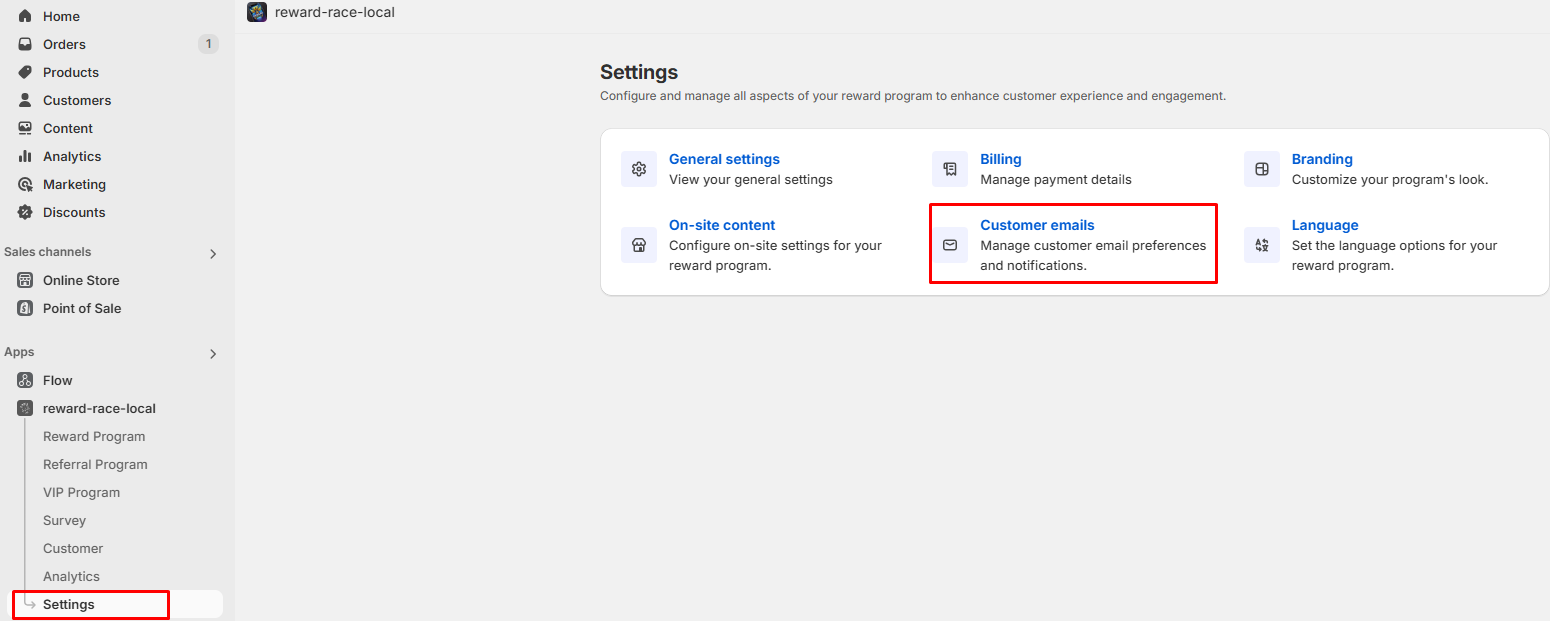 Home
Orders 1
Products
Customers
Content
Analytics
Marketing
Discounts
Sales channels
Online Store
Point of Sale
Apps
Flow
reward-race-local
Reward Program
Referral Program
VIP Program
Survey
Customer
Analytics
Settings
reward-race-local
Settings
Configure and manage all aspects of your reward program to enhance customer experience and engagement.
General settings
View your general settings
Billing
Manage payment details
Branding
Customize your program's look.
On-site content
Configure on-site settings for your
reward program.
Customer emails
Manage customer email preferences
and notifications.
Language
Set the language options for your
reward program.